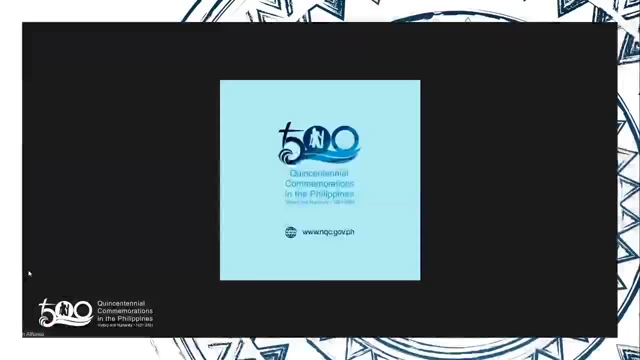 500
Quincentennial
Commemorations
in the Philippines
www.nqc.gov.ph
500
Quincentennial
Commemorations
in the Philippines